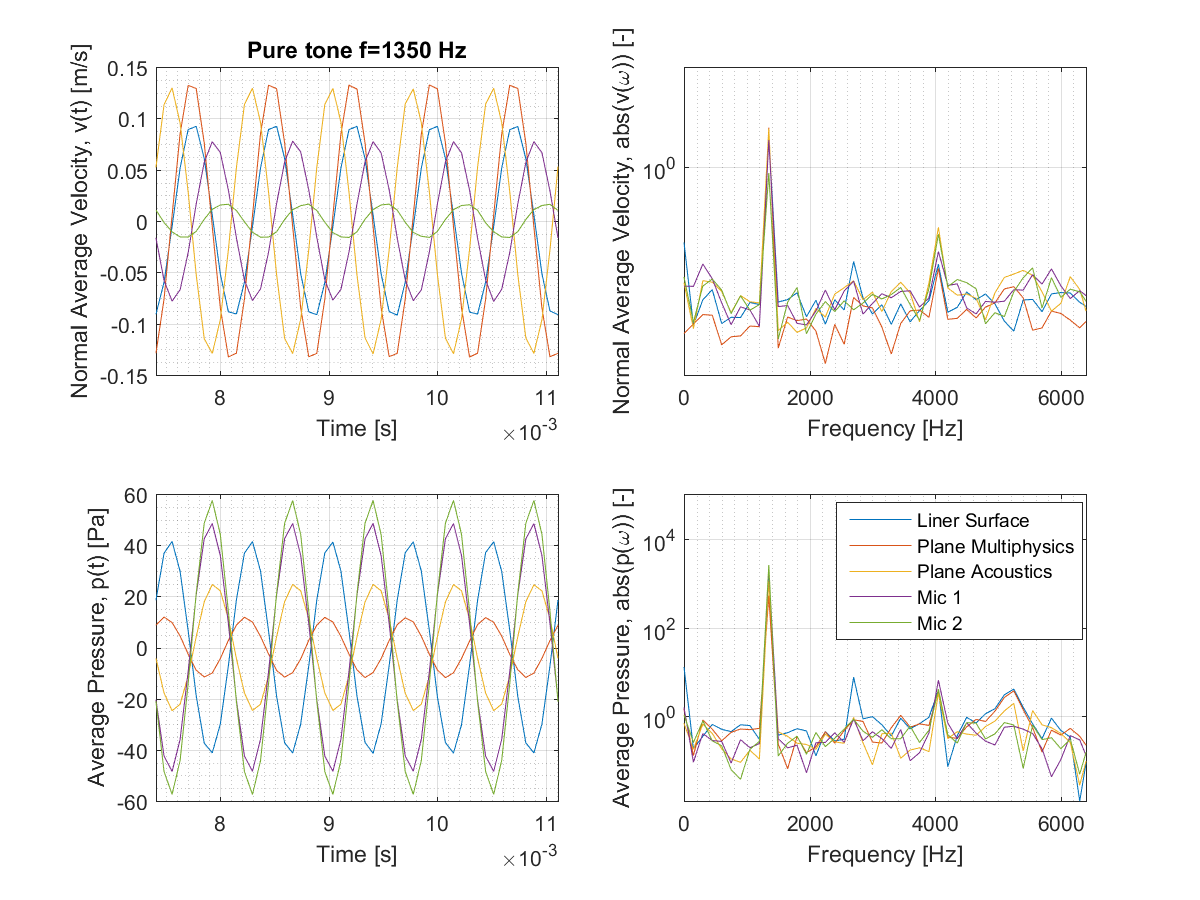 Pure tone f=1350 Hz
Normal Average Velocity, v(t) [m/s]
0.15
0.1
0.05
0
-0.05
-0.1
-0.15
8
9
10
11
Time [s]
×10-3
Normal Average Velocity, abs(v(ω)) [-]
100
0
2000
4000
6000
Frequency [Hz]
Average Pressure, p(t) [Pa]
60
40
20
0
-20
-40
-60
8
9
10
11
Time [s]
×10-3
Average Pressure, abs(p(ω)) [-]
104
102
100
0
2000
4000
6000
Frequency [Hz]
Liner Surface
Plane Multiphysics
Plane Acoustics
Mic 1
Mic 2